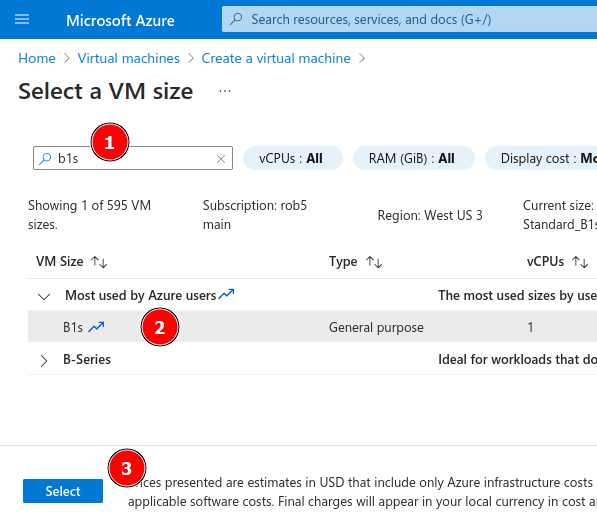 Microsoft Azure
Search resources, services, and docs (G+/)
Home > Virtual machines > Create a virtual machine >
Select a VM size ...
1
b1s
vCPUs : All
RAM (GiB) : All
Display cost :
Showing 1 of 595 VM sizes.
Subscription: rob5 main
Region: West US 3
Current size:
Standard_B1s
VM Size
Type
vCPUs
Most used by Azure users
The most used sizes by use
B1s
2
General purpose
1
B-Series
Ideal for workloads that do
3
Select
ices presented are estimates in USD that include only Azure infrastructure costs
applicable software costs. Final charges will appear in your local currency in cost a